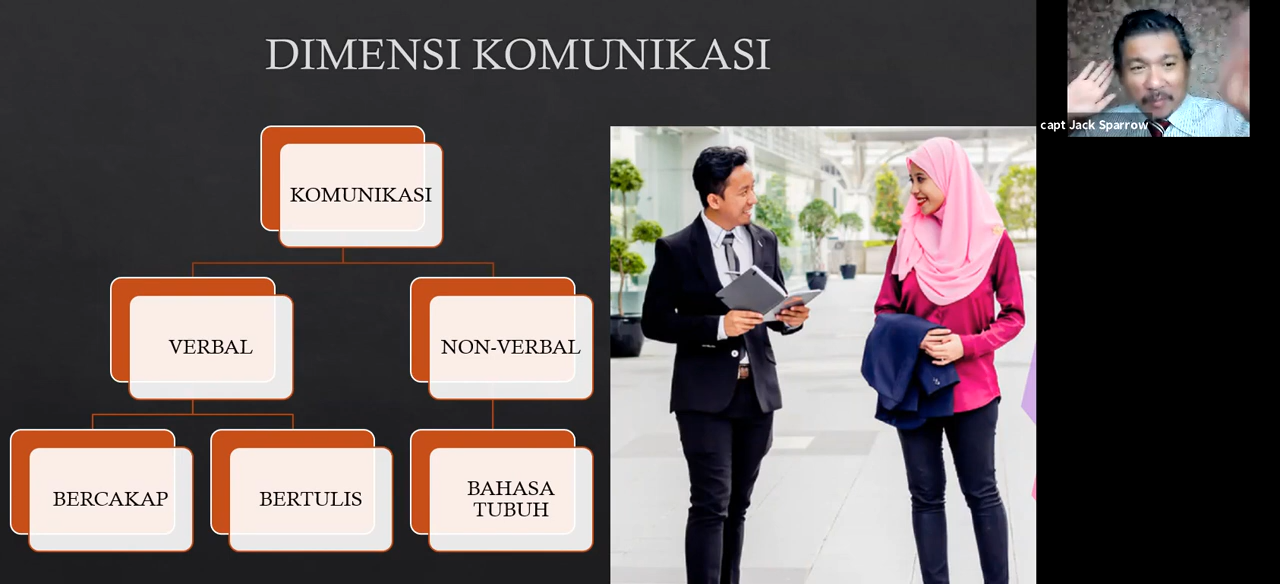 DIMENSI KOMUNIKASI
KOMUNIKASI
VERBAL
NON-VERBAL
BERCAKAP
BERTULIS
BAHASA
TUBUH
capt Jack Sparrow